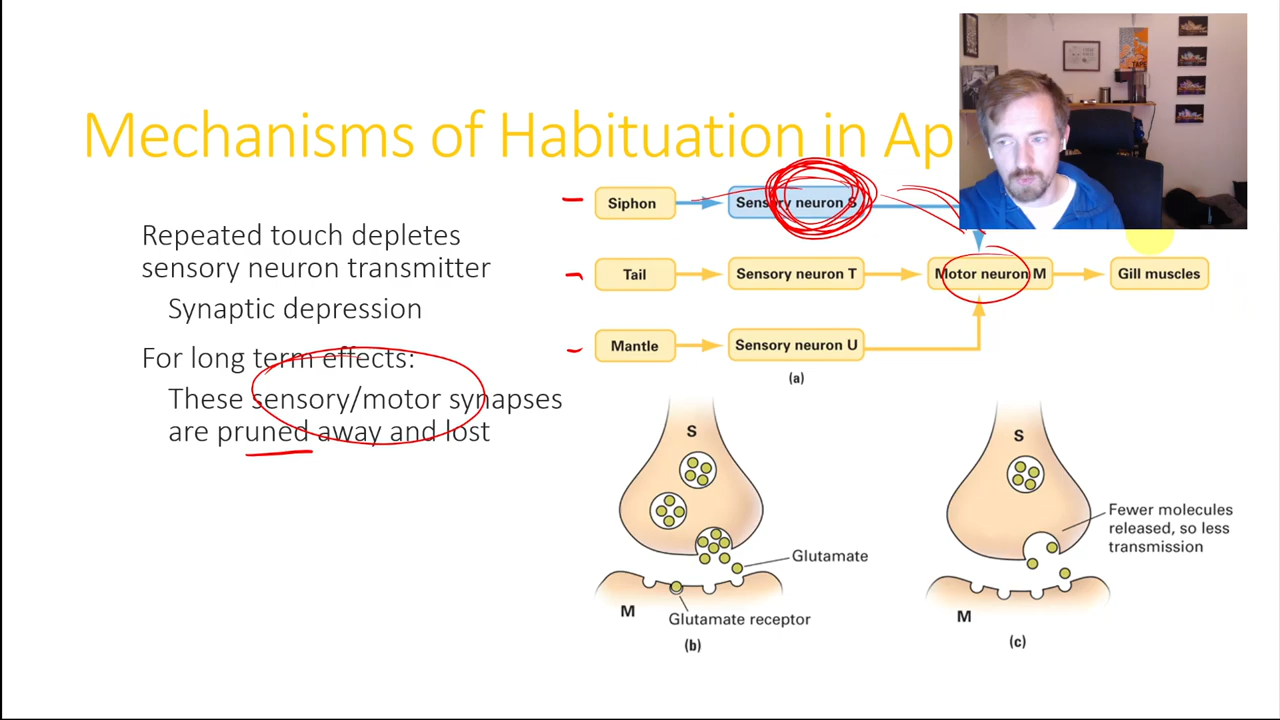 Mechanisms of Habituation in Ap
Repeated touch depletes
sensory neuron transmitter
Synaptic depression
For long term effects:
These sensory/motor synapses
are pruned away and lost
Siphon
Sensory neuron S
Tail
Sensory neuron T
Motor neuron M
Gill muscles
Mantle
Sensory neuron U
(a)
S
Glutamate
M
Glutamate receptor
(b)
S
Fewer molecules
released, so less
transmission
M
(c)